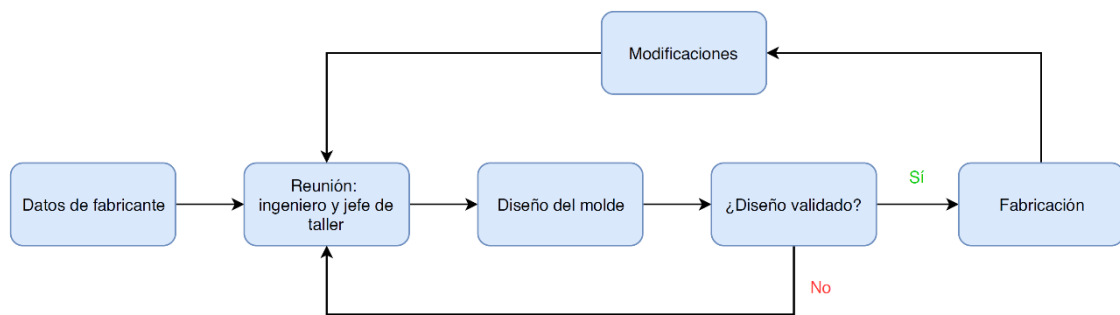 Modificaciones
Datos de fabricante
Reunión:
ingeniero y jefe de
taller
Diseño del molde
¿Diseño validado?
Sí
Fabricación
No